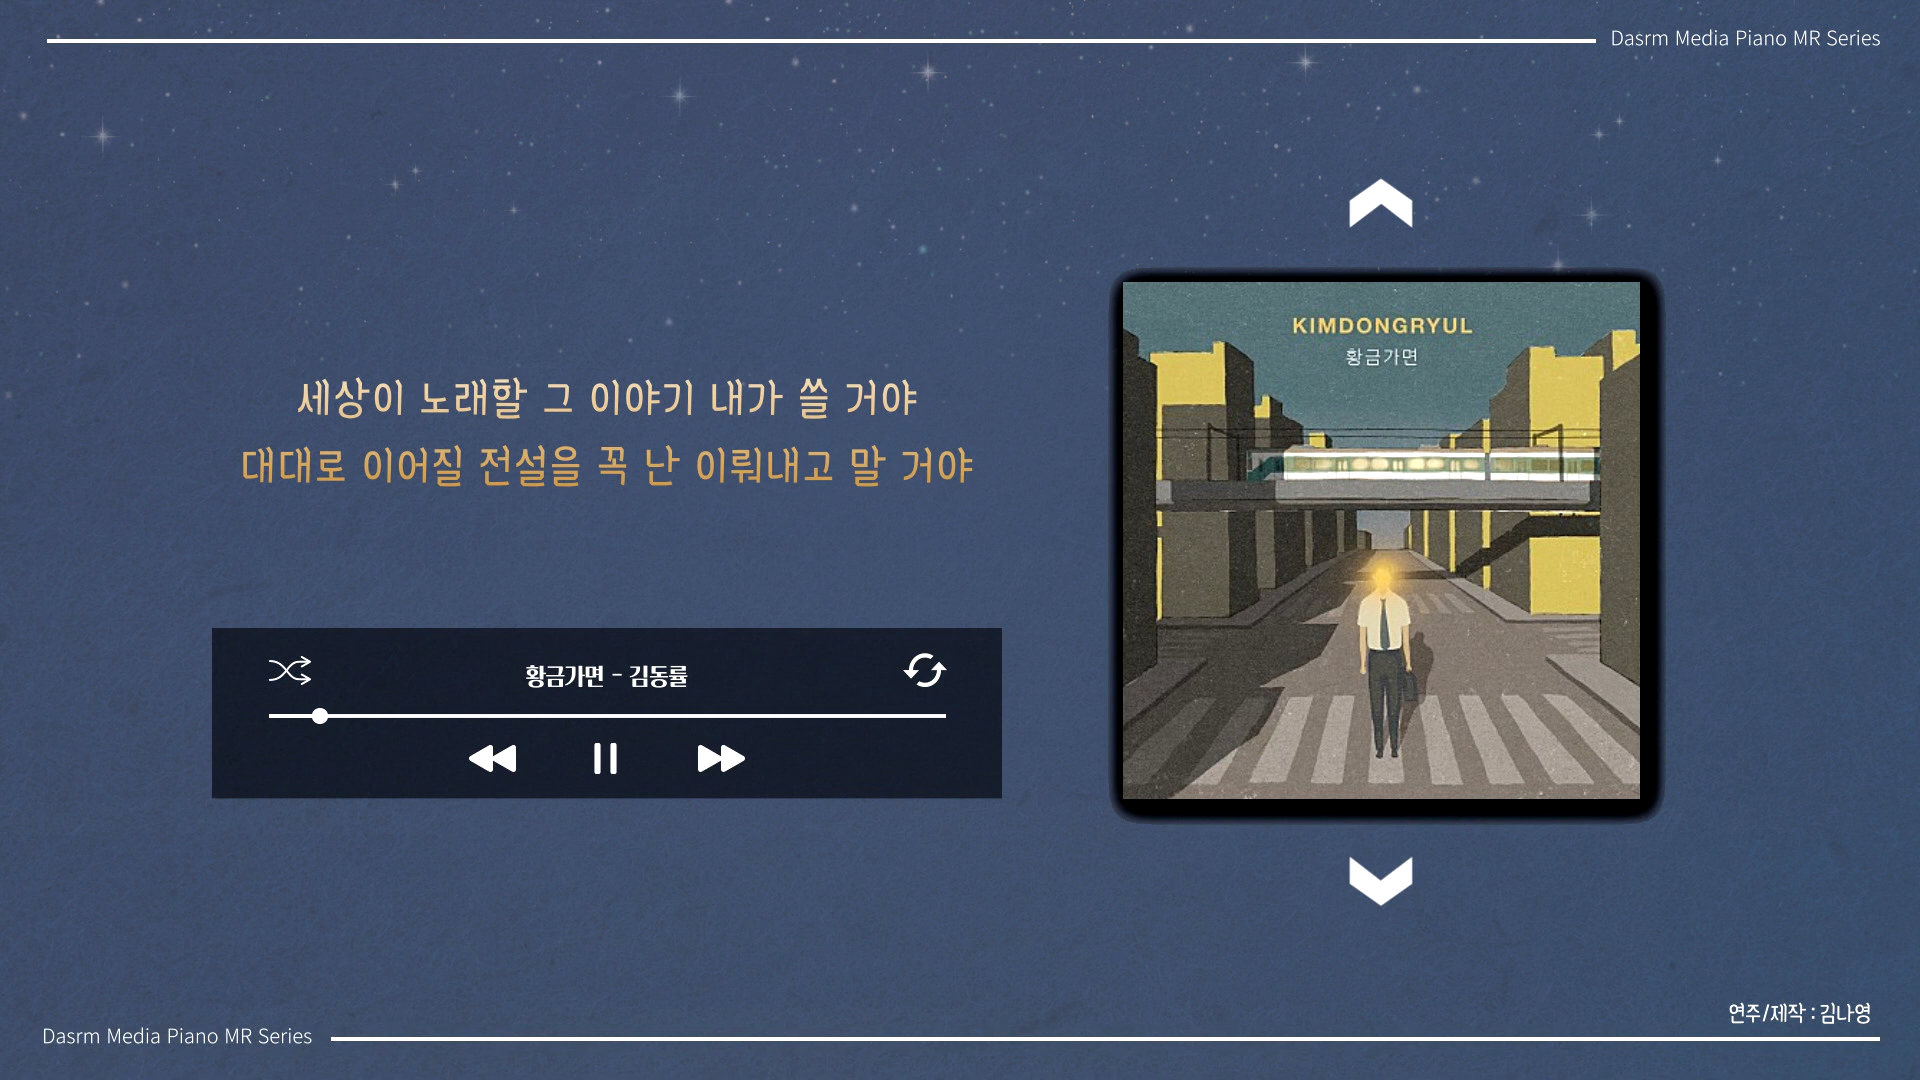 Dasrm Media Piano MR Series
세상이 노래할 그 이야기 내가 쓸 거야
대대로 이어질 전설을 꼭 난 이뤄내고 말 거야
황금가면 - 김동률
KIMDONGRYUL
황금가면
연주/제작 : 김나영
Dasrm Media Piano MR Series